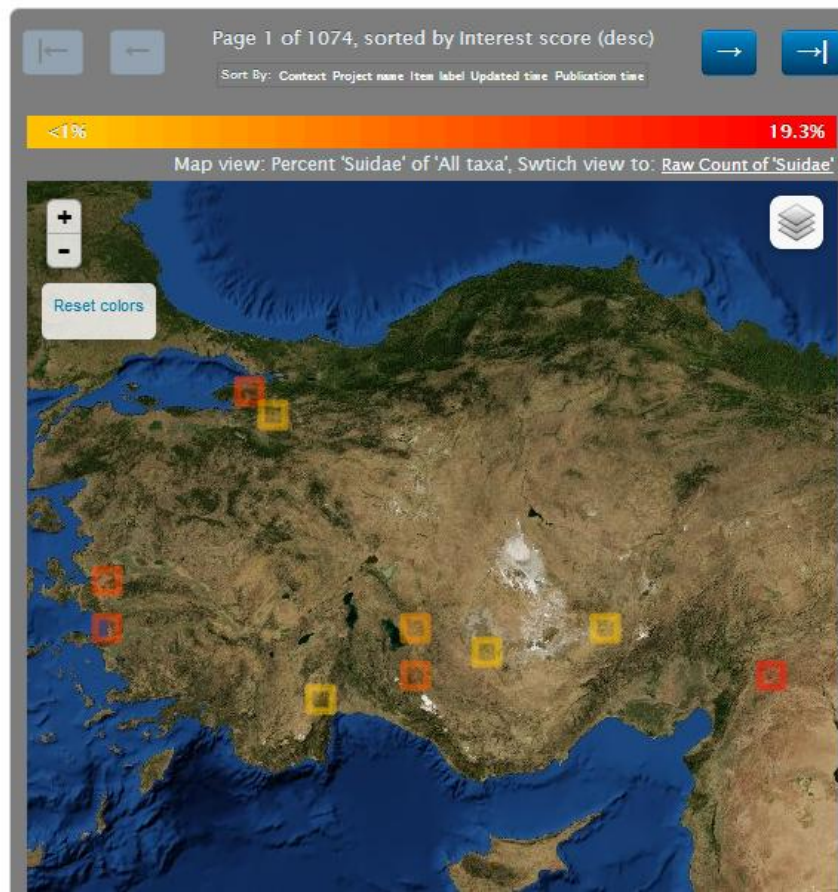 |← ← Page 1 of 1074, sorted by Interest score (desc) → →|
Sort By: Context Project name Item label Updated time Publication time
<1% 19.3%
Map view: Percent 'Suidae' of 'All taxa', Swtich view to: Raw Count of 'Suidae'
+
-
Reset colors